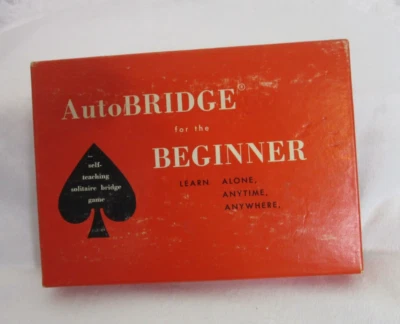 AutoBRIDGE®
for the
BEGINNER
self-
teaching
solitaire bridge
game
LEARN ALONE,
ANYTIME,
ANYWHERE.